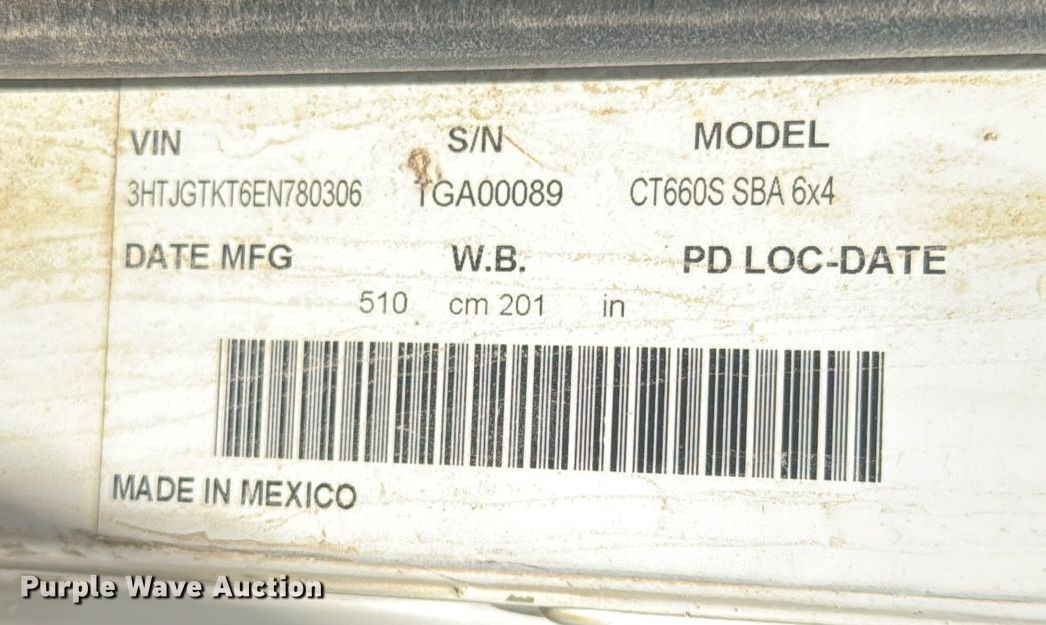 VIN S/N MODEL
3HTJGTKT6EN780306 TGA00089 CT660S SBA 6x4
DATE MFG W.B. PD LOC-DATE
510 cm 201 in
MADE IN MEXICO
Purple Wave Auction